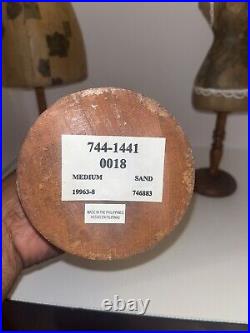 744-1441
0018
MEDIUM SAND
19963-8 746883
MADE IN THE PHILIPPINES